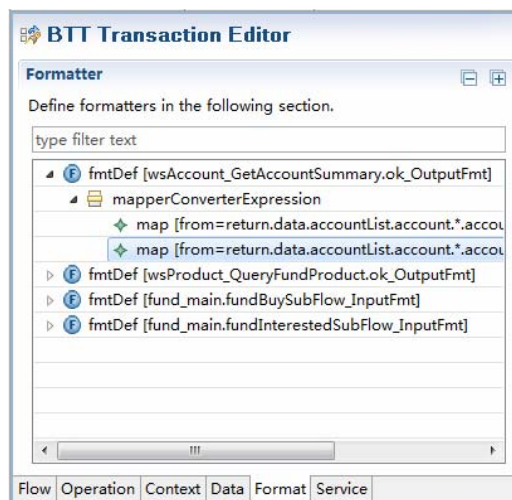 BTT Transaction Editor
Formatter
Define formatters in the following section.
type filter text
fmtDef [wsAccount_GetAccountSummary.ok_OutputFmt]
mapperConverterExpression
map [from=return.data.accountList.account.*.accou
map [from=return.data.accountList.account.*.accou
fmtDef [wsProduct_QueryFundProduct.ok_OutputFmt]
fmtDef [fund_main.fundBuySubFlow_InputFmt]
fmtDef [fund_main.fundInterestedSubFlow_InputFmt]
Flow Operation Context Data Format Service